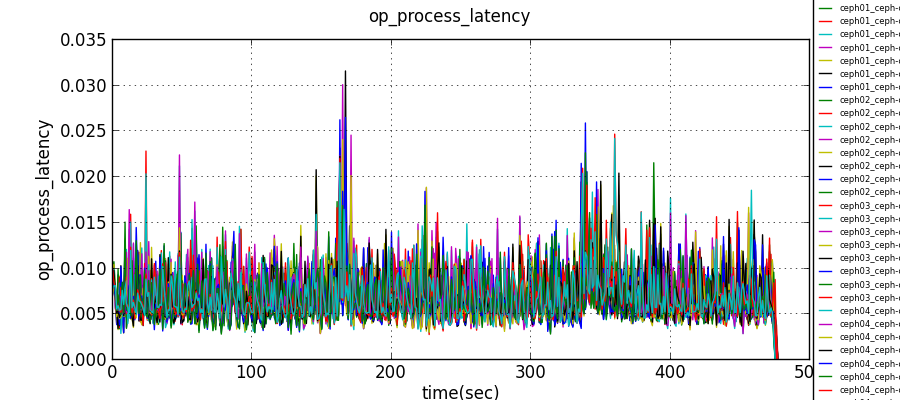 op_process_latency
0.035
0.030
0.025
0.020
0.015
0.010
0.005
0.000
op_process_latency
0
100
200
300
400
50
time(sec)
ceph01_ceph-
ceph01_ceph-
ceph01_ceph-
ceph01_ceph-
ceph01_ceph-
ceph01_ceph-
ceph01_ceph-
ceph02_ceph-
ceph02_ceph-
ceph02_ceph-
ceph02_ceph-
ceph02_ceph-
ceph02_ceph-
ceph02_ceph-
ceph02_ceph-
ceph03_ceph-
ceph03_ceph-
ceph03_ceph-
ceph03_ceph-
ceph03_ceph-
ceph03_ceph-
ceph03_ceph-
ceph03_ceph-
ceph04_ceph-
ceph04_ceph-
ceph04_ceph-
ceph04_ceph-
ceph04_ceph-
ceph04_ceph-
ceph04_ceph-